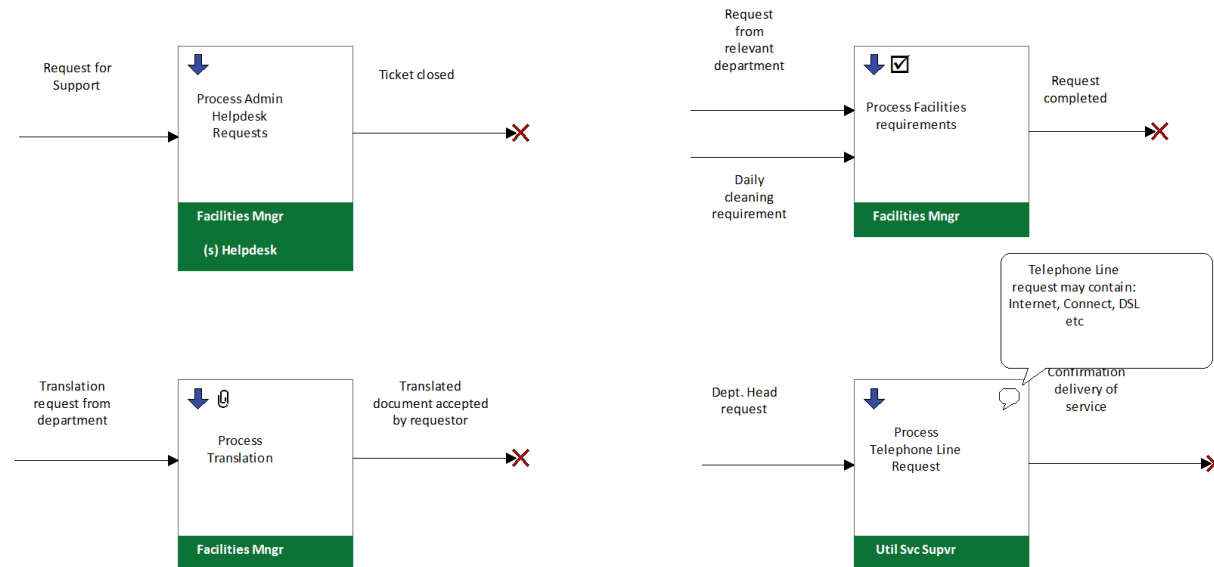 Request for
Support
Process Admin
Helpdesk
Requests
Ticket closed
Facilities Mngr
(s) Helpdesk
Request
from
relevant
department
Process Facilities
requirements
Request
completed
Daily
cleaning
requirement
Facilities Mngr
Translation
request from
department
Process
Translation
Translated
document accepted
by requestor
Facilities Mngr
Telephone Line
request may contain:
Internet, Connect, DSL
etc
Dept. Head
request
Process
Telephone Line
Request
Confirmation
delivery of
service
Util Svc Supvr